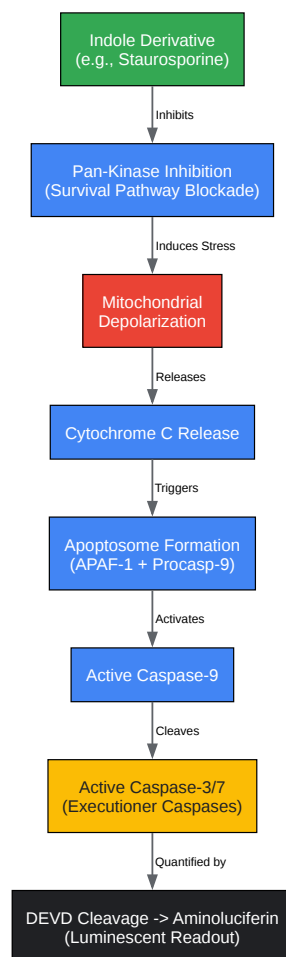 Indole Derivative
(e.g., Staurosporine)
Inhibits
Pan-Kinase Inhibition
(Survival Pathway Blockade)
Induces Stress
Mitochondrial
Depolarization
Releases
Cytochrome C Release
Triggers
Apoptosome Formation
(APAF-1 + Procasp-9)
Activates
Active Caspase-9
Cleaves
Active Caspase-3/7
(Executioner Caspases)
Quantified by
DEVD Cleavage -> Aminoluciferin
(Luminescent Readout)